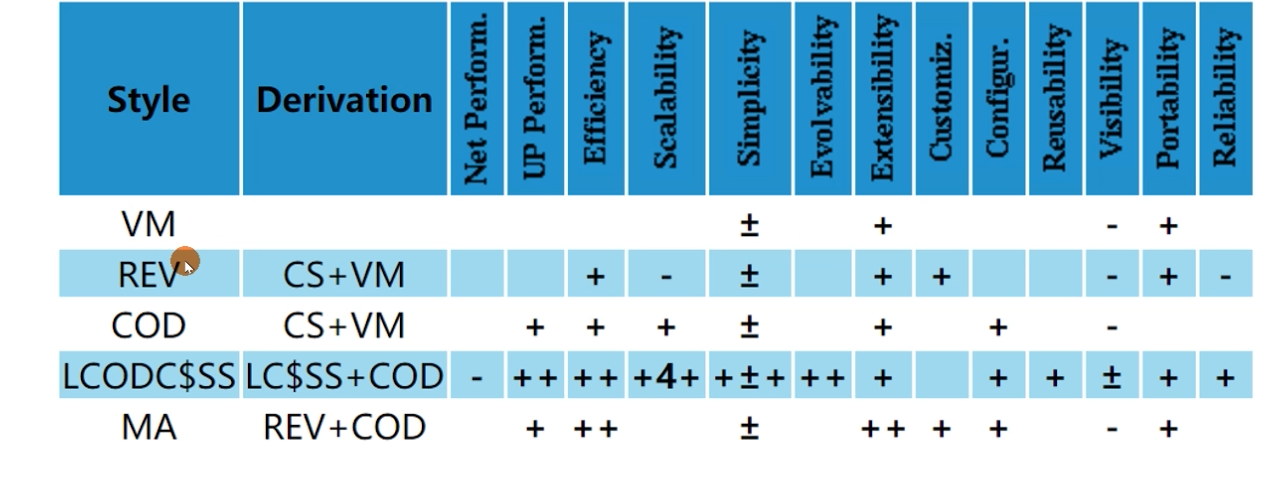 Style Derivation Net Perform. UP Perform. Efficiency Scalability Simplicity Evolvability Extensibility Customiz. Configur. Reusability Visibility Portability Reliability
VM ± + - +
REV CS+VM + - ± + + - + -
COD CS+VM + + + ± + + -
LCODC$SS LC$SS+COD - ++ ++ +4+ +±+ ++ + + + ± + +
MA REV+COD + ++ ± ++ + + - +